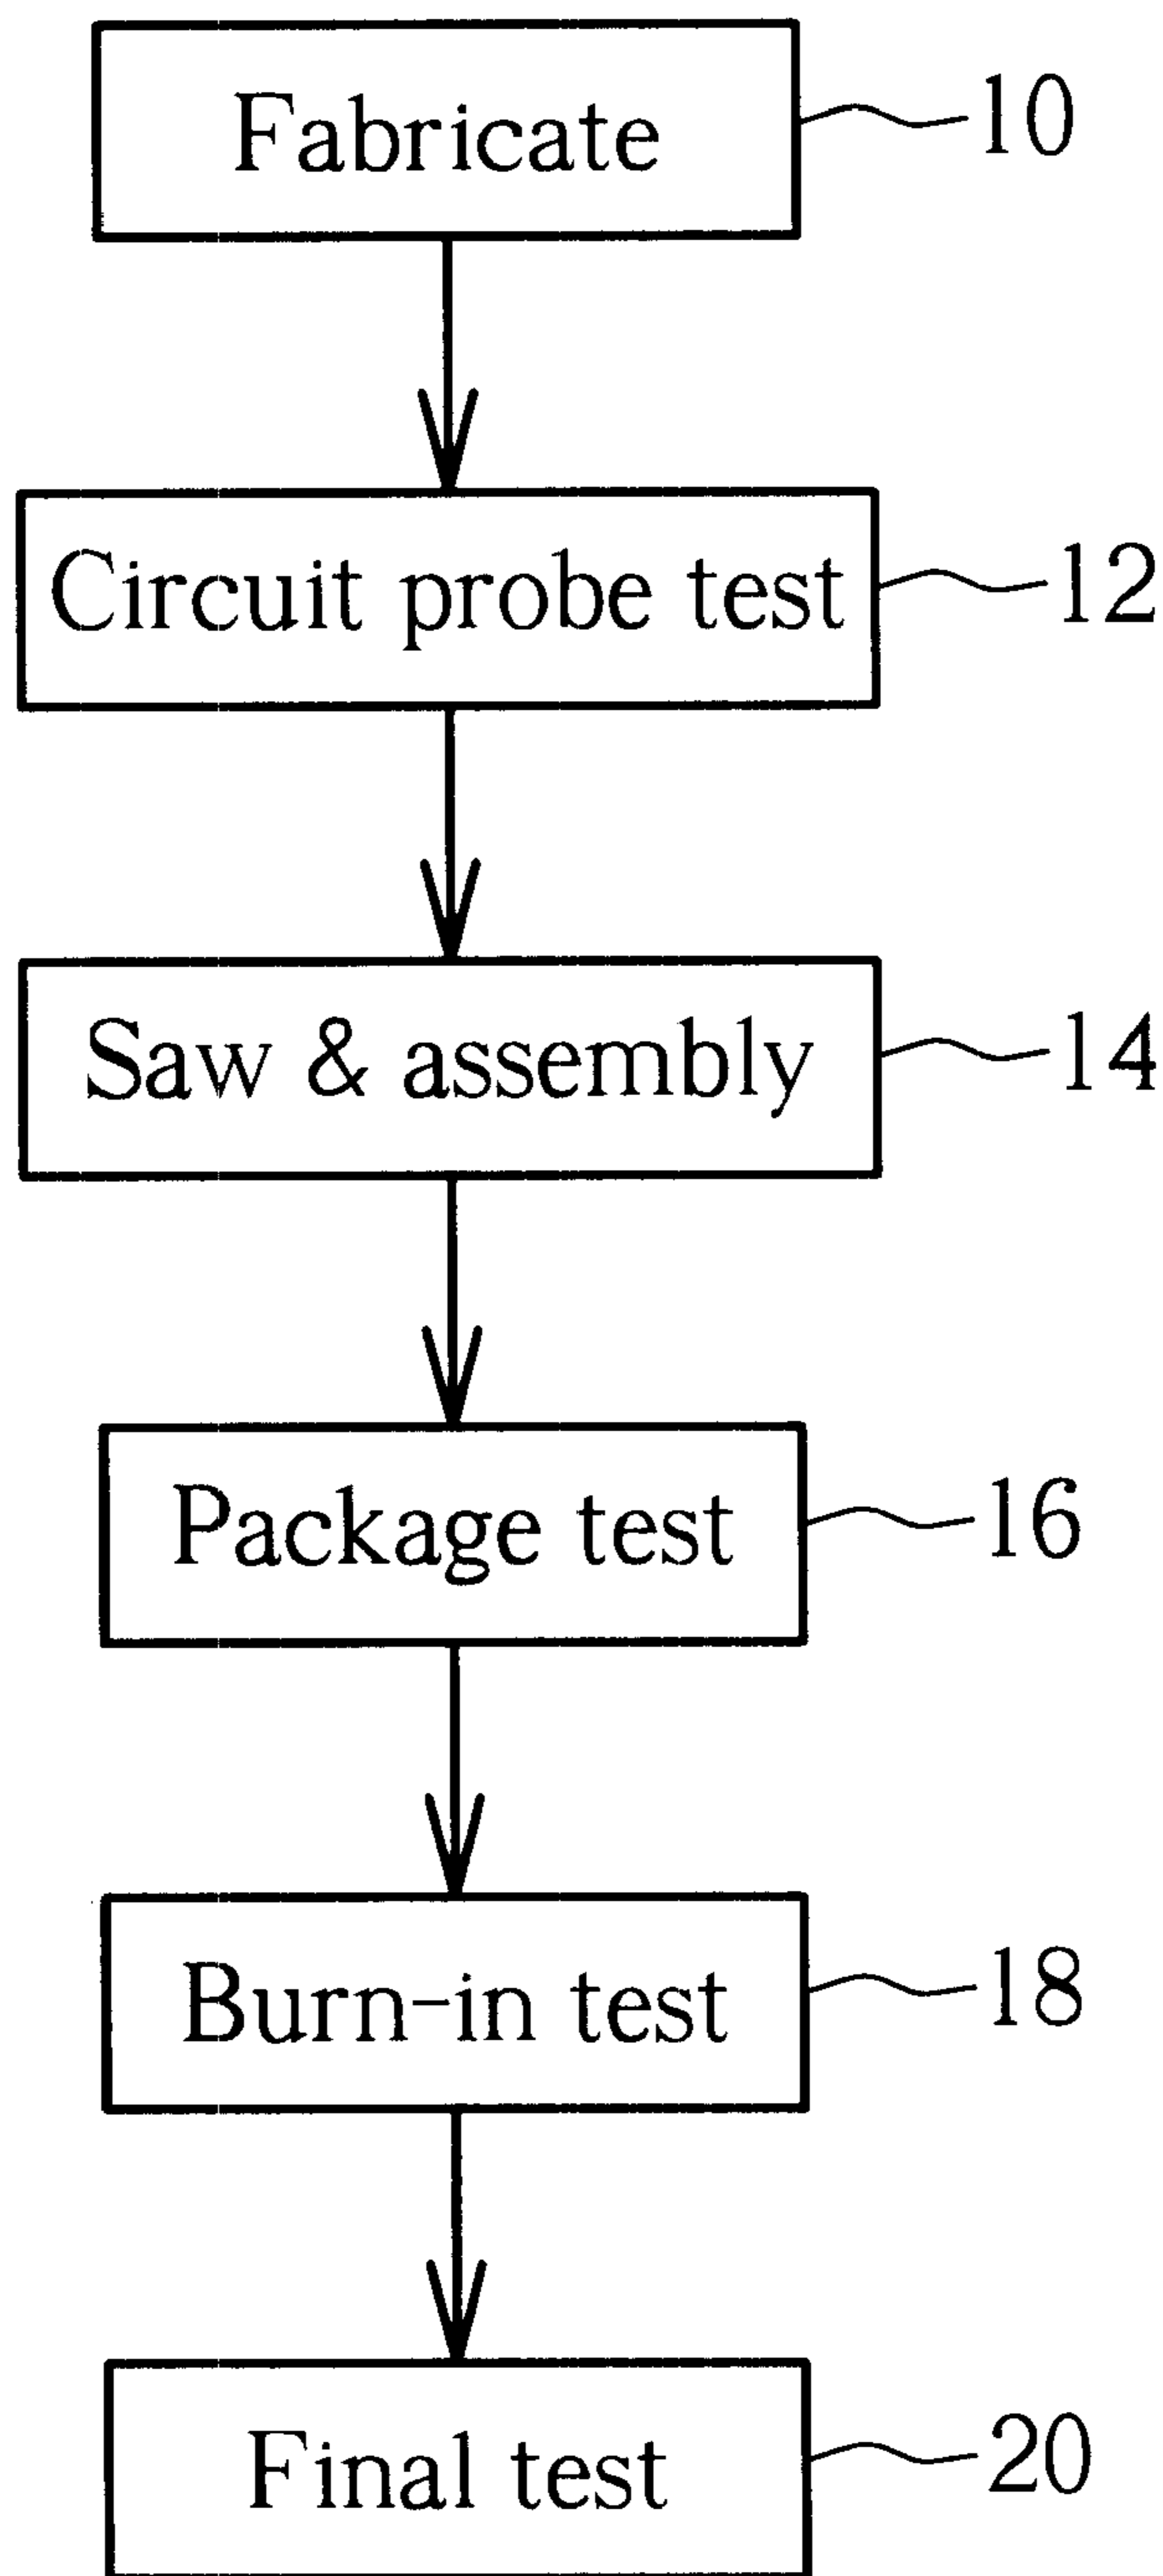 Fabricate 10
Circuit probe test 12
Saw & assembly 14
Package test 16
Burn-in test 18
Final test 20